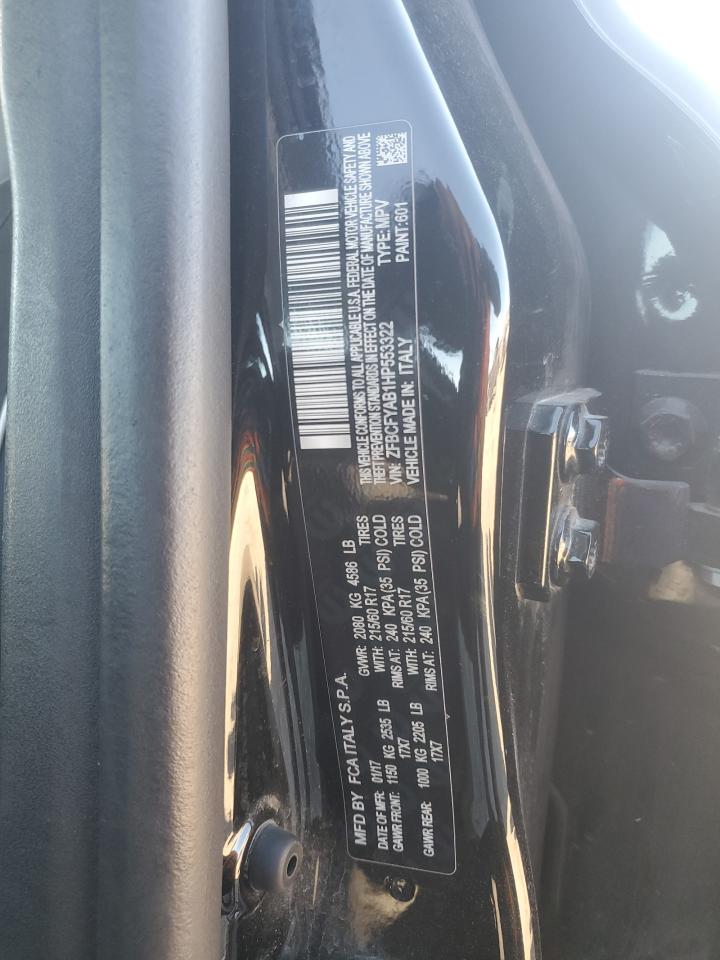 MFD BY FCA ITALY S.P.A.
DATE OF MFR: 01/17 GVWR: 2080 KG 4586 LB
GAWR FRONT: 1150 KG 2535 LB WITH: 215/60 R17 TIRES
17X7 RIMS AT: 240 KPA(35 PSI) COLD
GAWR REAR: 1000 KG 2205 LB WITH: 215/60 R17 TIRES
17X7 RIMS AT: 240 KPA(35 PSI) COLD
THIS VEHICLE CONFORMS TO ALL APPLICABLE U.S.A. FEDERAL MOTOR VEHICLE SAFETY AND
THEFT PREVENTION STANDARDS IN EFFECT ON THE DATE OF MANUFACTURE SHOWN ABOVE
VIN: ZFBCFYAB1HP553322 TYPE: MPV
VEHICLE MADE IN: ITALY PAINT:601